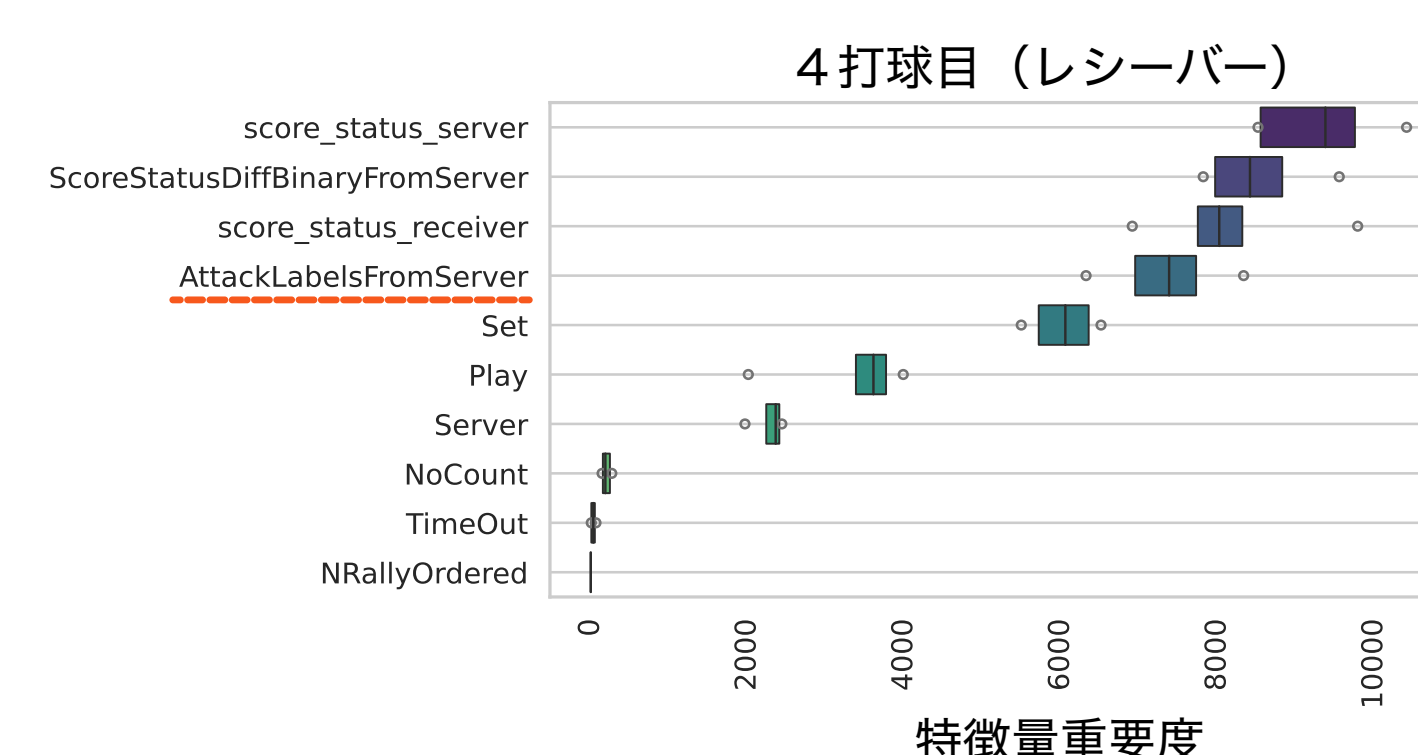 ４打球目（レシーバー）
score_status_server
ScoreStatusDiffBinaryFromServer
score_status_receiver
AttackLabelsFromServer
Set
Play
Server
NoCount
TimeOut
NRallyOrdered
0
2000
4000
6000
8000
10000
特徴量重要度